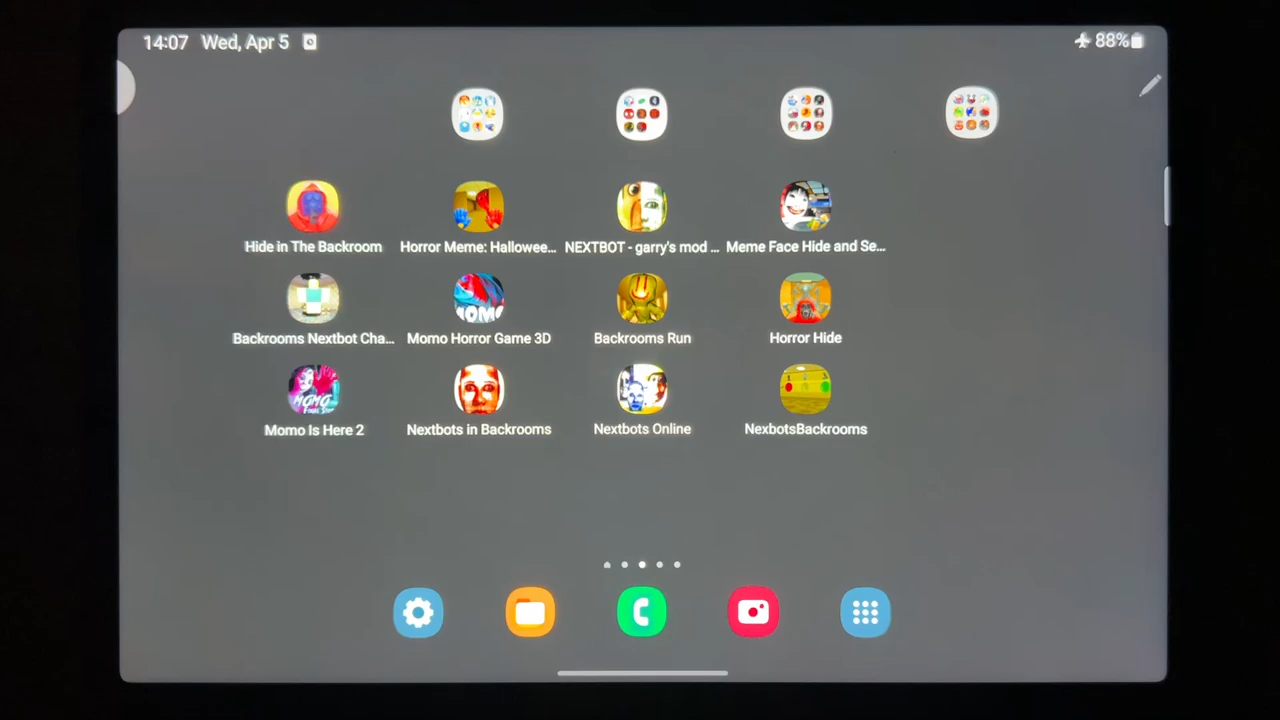 14:07 Wed, Apr 5
88%
Hide in The Backroom
Horror Meme: Hallowee...
NEXTBOT - garry's mod ...
Meme Face Hide and Se...
MOMO
Backrooms Nextbot Cha...
Momo Horror Game 3D
Backrooms Run
Horror Hide
MOMO
Momo Is Here 2
Nextbots in Backrooms
Nextbots Online
NexbotsBackrooms